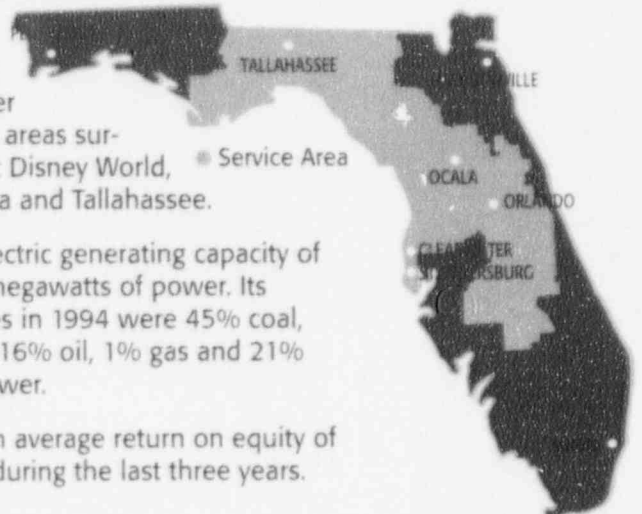 TALLAHASSEE
er
areas sur-
Disney World,
Service Area
a and Tallahassee.
OCALA
ORLANDO
ectric generating capacity of
megawatts of power. Its
es in 1994 were 45% coal,
16% oil, 1% gas and 21%
wer.
n average return on equity of
during the last three years.